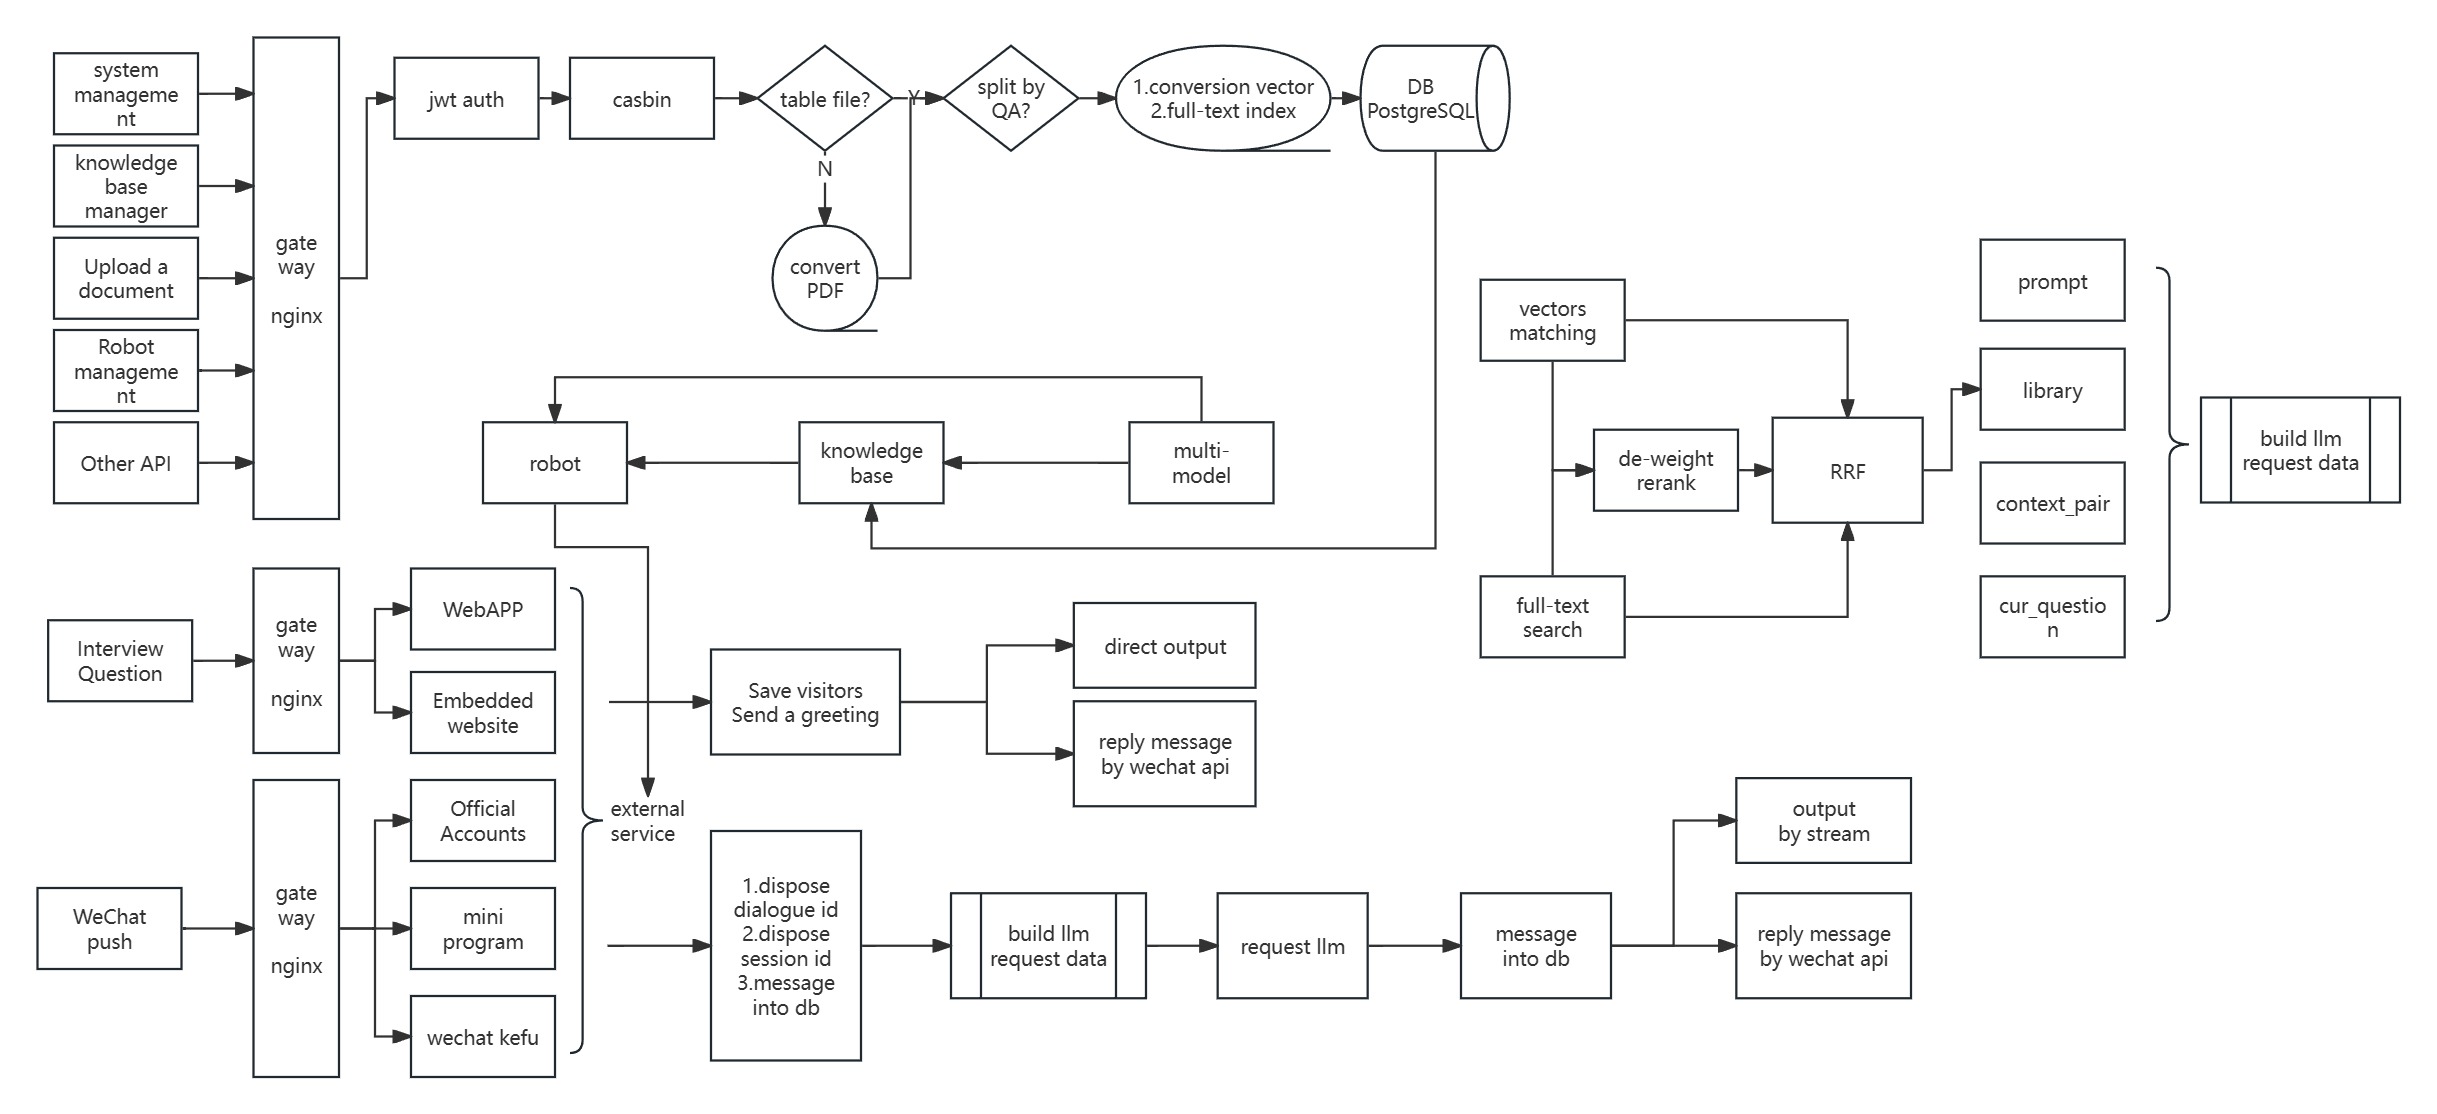 system
manageme
nt
knowledge
base
manager
Upload a
document
Robot
manageme
nt
Other API
gate
way
nginx
jwt auth
casbin
table file?
Y
N
convert
PDF
split by
QA?
1.conversion vector
2.full-text index
DB
PostgreSQL
robot
knowledge
base
multi-
model
vectors
matching
de-weight
rerank
full-text
search
RRF
prompt
library
context_pair
cur_questio
n
build llm
request data
Interview
Question
gate
way
nginx
WebAPP
Embedded
website
WeChat
push
gate
way
nginx
Official
Accounts
mini
program
wechat kefu
external
service
Save visitors
Send a greeting
direct output
reply message
by wechat api
1.dispose
dialogue id
2.dispose
session id
3.message
into db
build llm
request data
request llm
message
into db
output
by stream
reply message
by wechat api